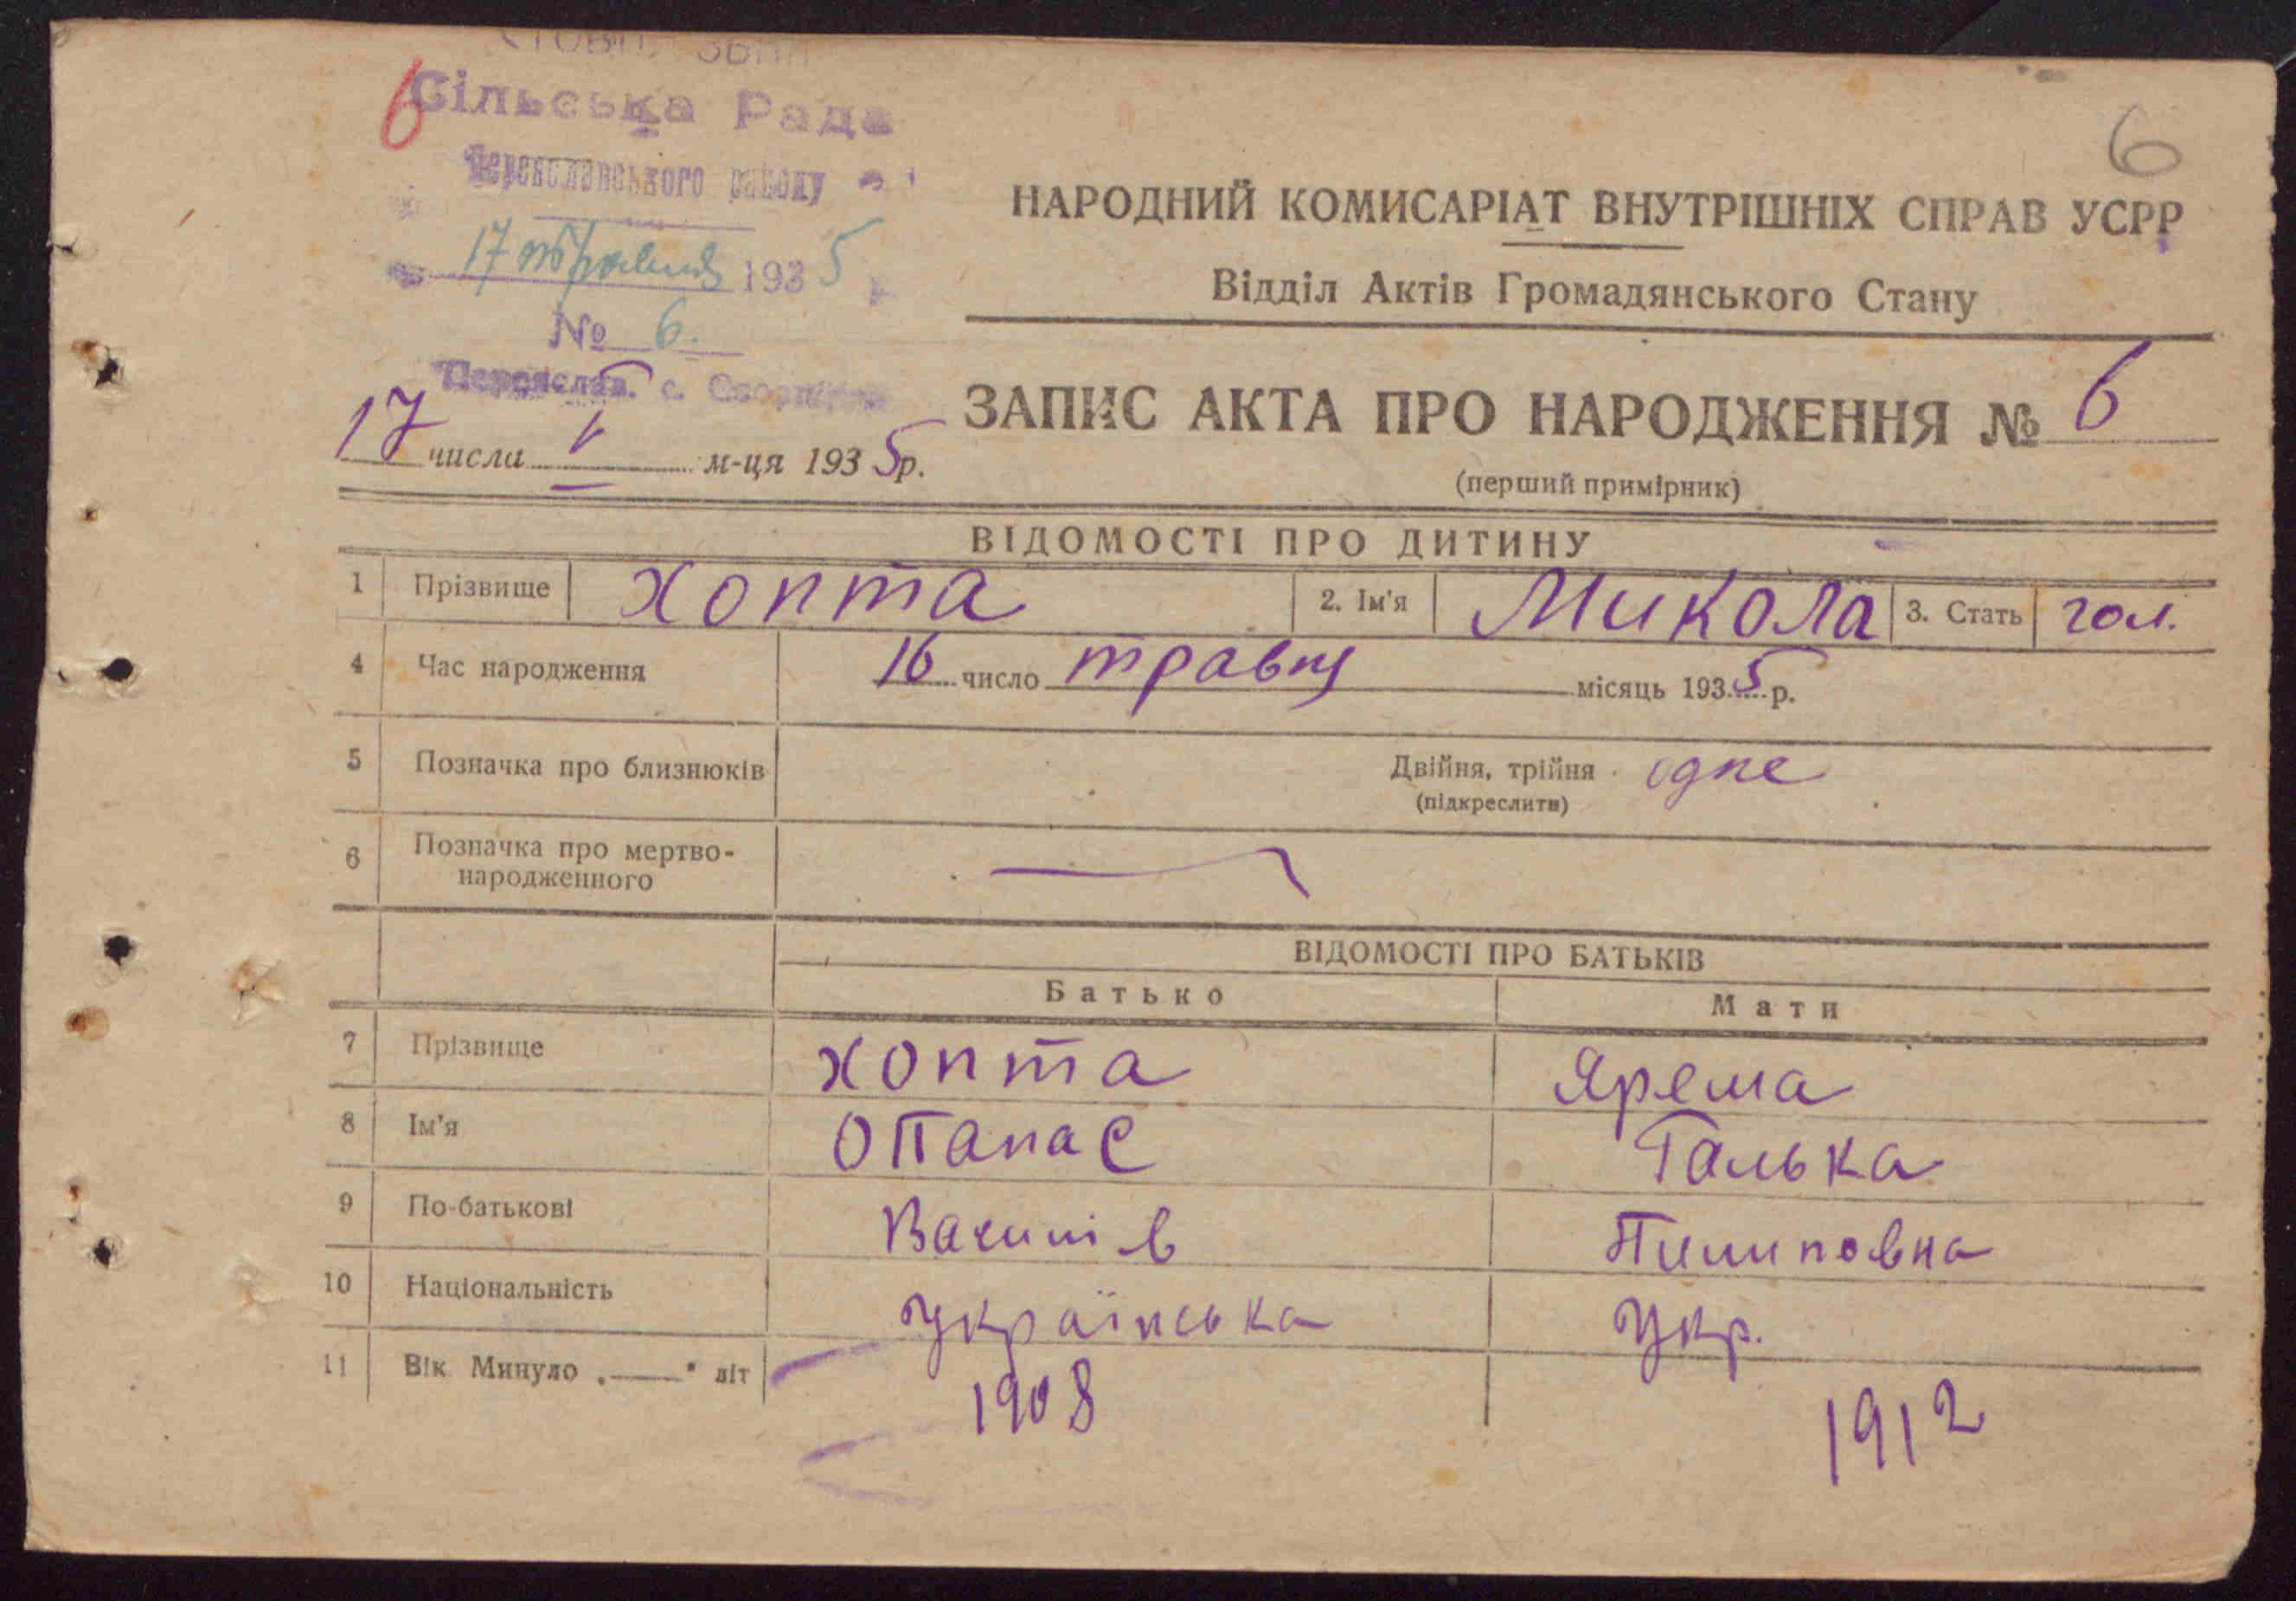 6
Сільська Рада
Переяславського району
17 травня 1935
№ 6.
Переяслав. с.
6
НАРОДНИЙ КОМИСАРІАТ ВНУТРІШНІХ СПРАВ УСРР
Відділ Актів Громадянського Стану
ЗАПИС АКТА ПРО НАРОДЖЕННЯ № 6
17 числа V м-ця 1935 р.
(перший примірник)
ВІДОМОСТІ ПРО ДИТИНУ
1 Прізвище Хопта 2. Ім'я Микола 3. Стать чол.
4 Час народження 16 число травня місяць 1935 р.
5 Позначка про близнюків Двійня, трійня одне
(підкреслити)
6 Позначка про мертво-
народженного
ВІДОМОСТІ ПРО БАТЬКІВ
Батько Мати
7 Прізвище Хопта Ярема
8 Ім'я Опанас Галька
9 По-батькові Пилиповна
10 Національність Українська Укр.
11 Вік Минуло „——" літ 1908 1912